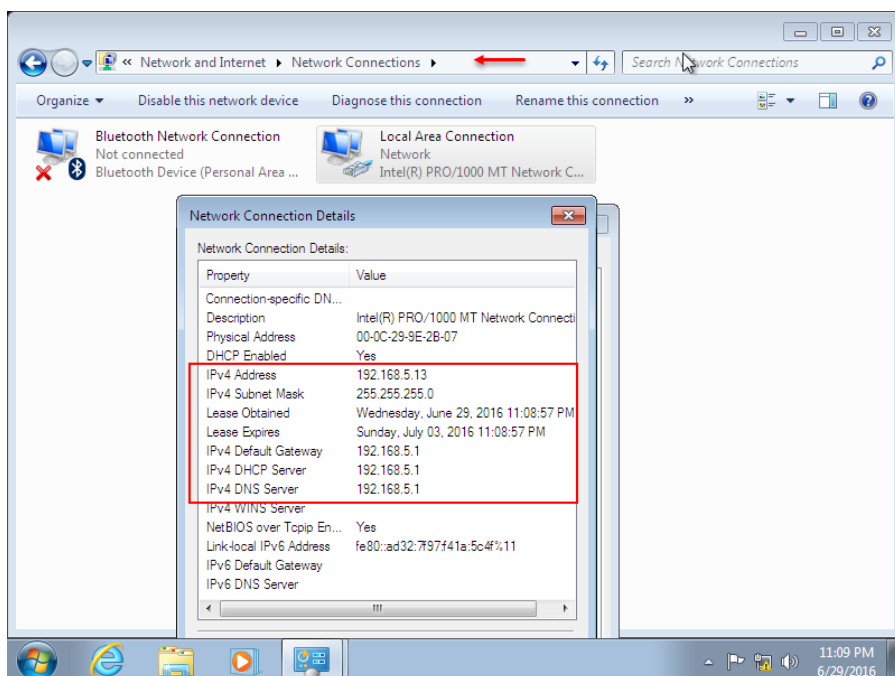 « Network and Internet ▸ Network Connections ▸ Search Network Connections
Organize ▾ Disable this network device Diagnose this connection Rename this connection »
Bluetooth Network Connection
Not connected
Bluetooth Device (Personal Area ...
Local Area Connection
Network
Intel(R) PRO/1000 MT Network C...
Network Connection Details
Network Connection Details:
Property Value
Connection-specific DN...
Description Intel(R) PRO/1000 MT Network Connecti
Physical Address 00-0C-29-9E-2B-07
DHCP Enabled Yes
IPv4 Address 192.168.5.13
IPv4 Subnet Mask 255.255.255.0
Lease Obtained Wednesday, June 29, 2016 11:08:57 PM
Lease Expires Sunday, July 03, 2016 11:08:57 PM
IPv4 Default Gateway 192.168.5.1
IPv4 DHCP Server 192.168.5.1
IPv4 DNS Server 192.168.5.1
IPv4 WINS Server
NetBIOS over Tcpip En... Yes
Link-local IPv6 Address fe80::ad32:7f97:f41a:5c4f%11
IPv6 Default Gateway
IPv6 DNS Server
11:09 PM
6/29/2016